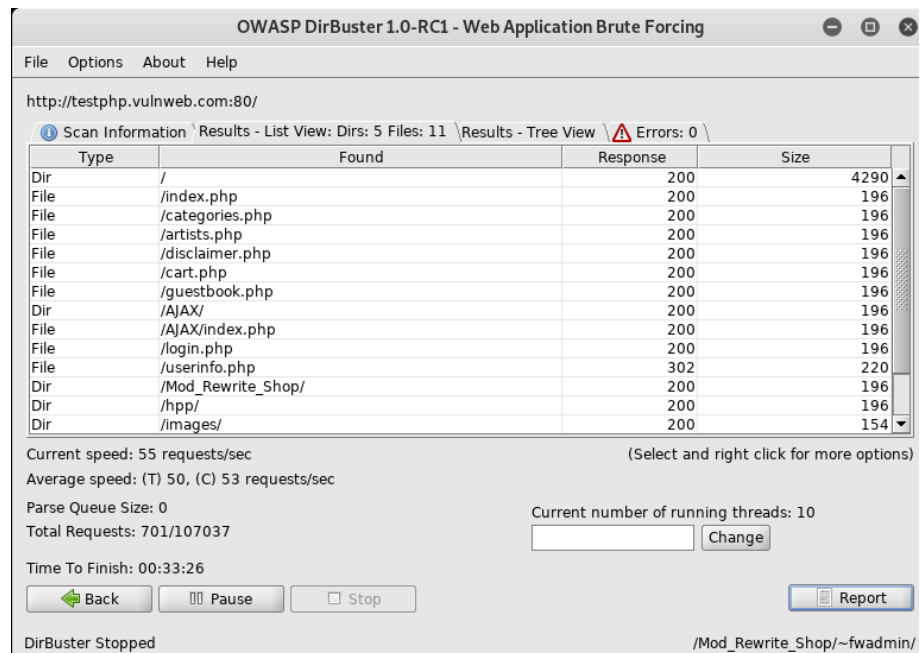 OWASP DirBuster 1.0-RC1 - Web Application Brute Forcing
File Options About Help
http://testphp.vulnweb.com:80/
Scan Information Results - List View: Dirs: 5 Files: 11 Results - Tree View Errors: 0
Type Found Response Size
Dir / 200 4290
File /index.php 200 196
File /categories.php 200 196
File /artists.php 200 196
File /disclaimer.php 200 196
File /cart.php 200 196
File /guestbook.php 200 196
Dir /AJAX/ 200 196
File /AJAX/index.php 200 196
File /login.php 200 196
File /userinfo.php 302 220
Dir /Mod_Rewrite_Shop/ 200 196
Dir /hpp/ 200 196
Dir /images/ 200 154
Current speed: 55 requests/sec (Select and right click for more options)
Average speed: (T) 50, (C) 53 requests/sec
Parse Queue Size: 0
Current number of running threads: 10
Total Requests: 701/107037
Change
Time To Finish: 00:33:26
Back Pause Stop Report
DirBuster Stopped /Mod_Rewrite_Shop/~fwadmin/